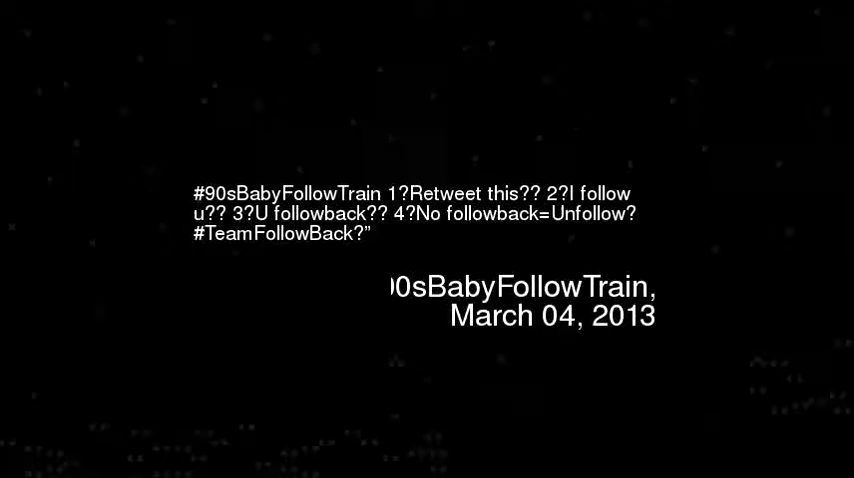 #90sBabyFollowTrain 1?Retweet this?? 2?I follow
u?? 3?U followback?? 4?No followback=Unfollow?
#TeamFollowBack?”
0sBabyFollowTrain,
March 04, 2013